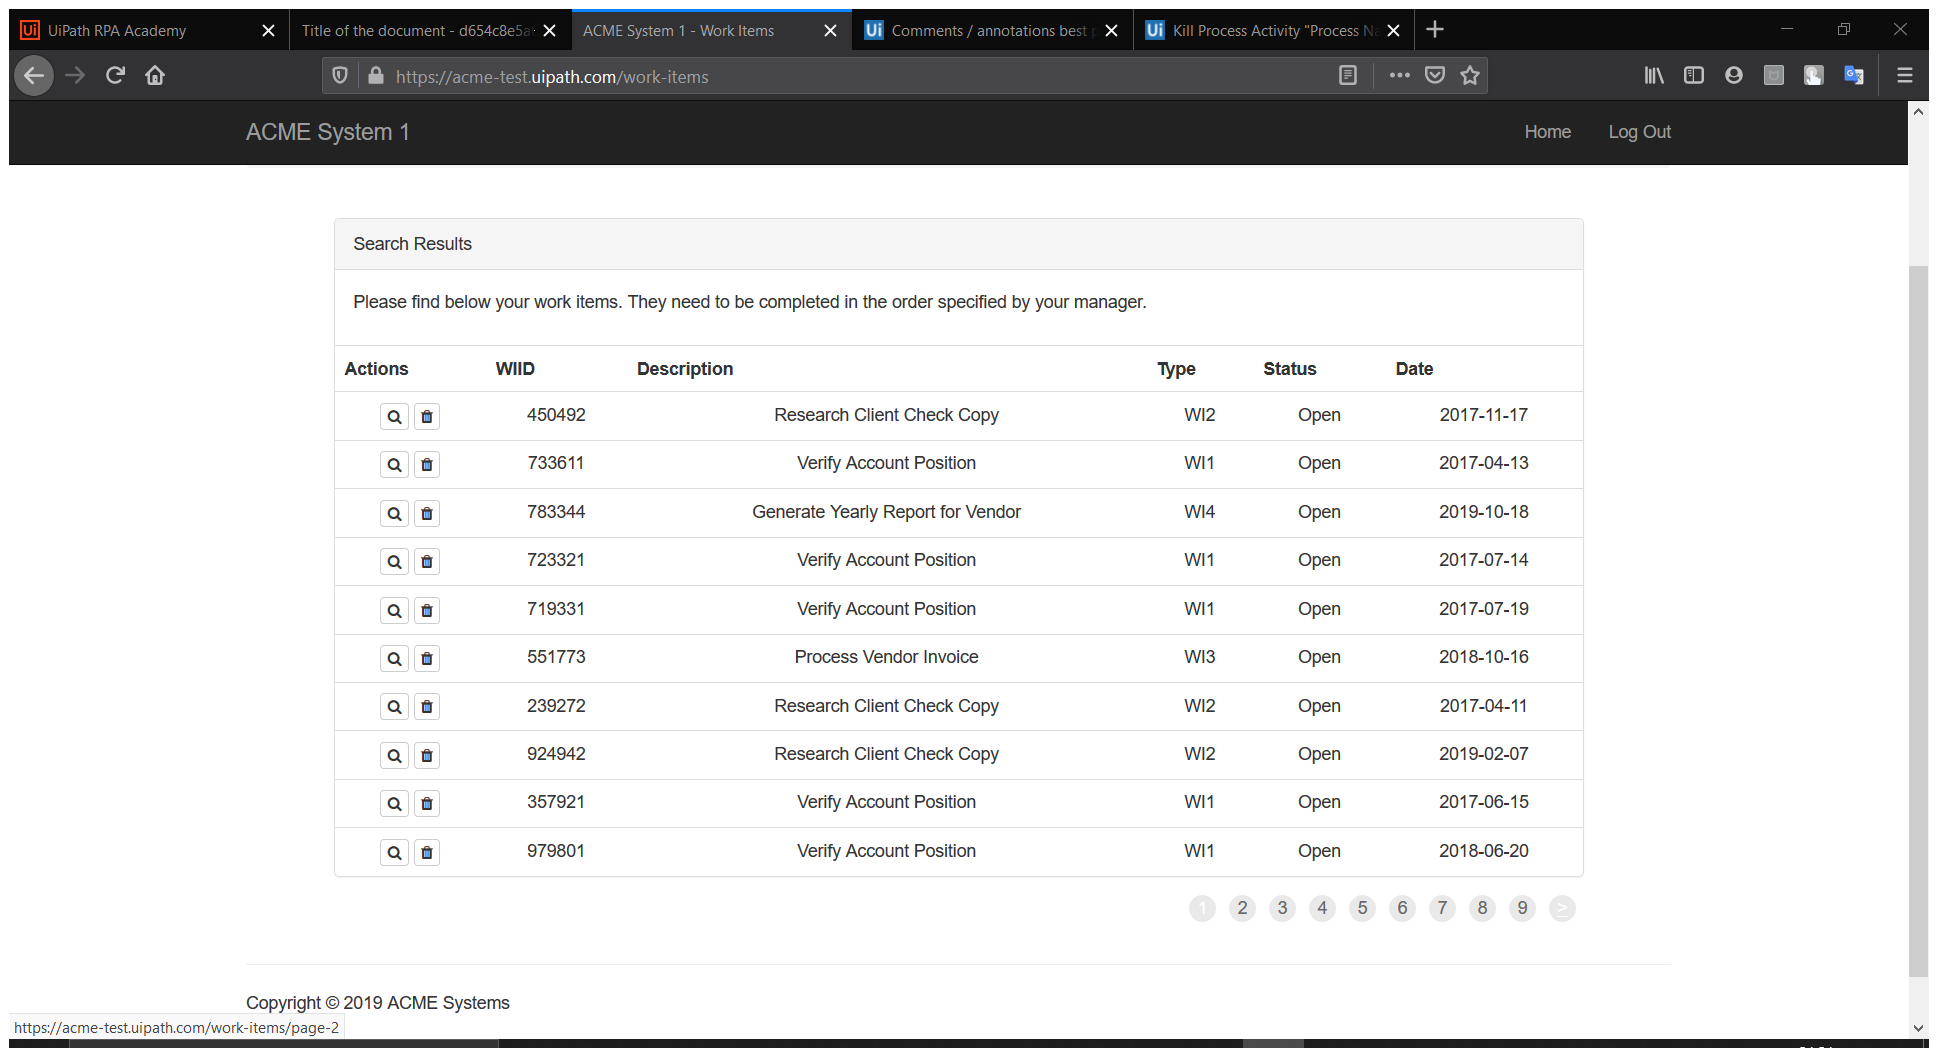 UiPath RPA Academy
Title of the document - d654c8e5a
ACME System 1 - Work Items
Comments / annotations best
Kill Process Activity "Process Na
https://acme-test.uipath.com/work-items
ACME System 1
Home
Log Out
Search Results
Please find below your work items. They need to be completed in the order specified by your manager.
Actions WIID Description Type Status Date
450492 Research Client Check Copy WI2 Open 2017-11-17
733611 Verify Account Position WI1 Open 2017-04-13
783344 Generate Yearly Report for Vendor WI4 Open 2019-10-18
723321 Verify Account Position WI1 Open 2017-07-14
719331 Verify Account Position WI1 Open 2017-07-19
551773 Process Vendor Invoice WI3 Open 2018-10-16
239272 Research Client Check Copy WI2 Open 2017-04-11
924942 Research Client Check Copy WI2 Open 2019-02-07
357921 Verify Account Position WI1 Open 2017-06-15
979801 Verify Account Position WI1 Open 2018-06-20
1 2 3 4 5 6 7 8 9 >
Copyright © 2019 ACME Systems
https://acme-test.uipath.com/work-items/page-2